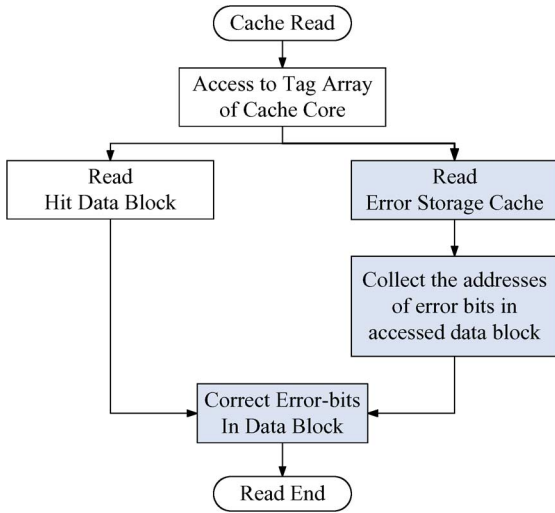 Cache Read
Access to Tag Array
of Cache Core
Read
Hit Data Block
Read
Error Storage Cache
Collect the addresses
of error bits in
accessed data block
Correct Error-bits
In Data Block
Read End